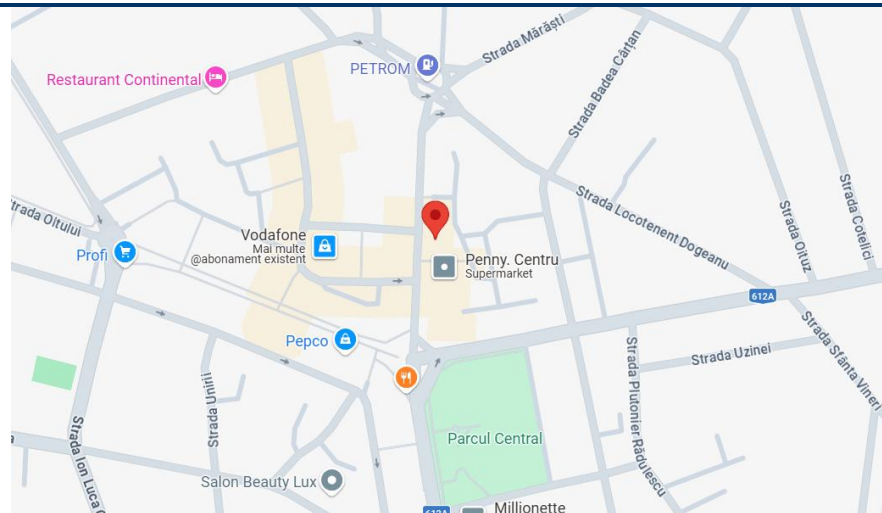 Strada Mărăști
PETROM
Restaurant Continental
Strada Badea Cârțan
Strada Cotelici
Strada Locotenent Dogeanu
Strada Oituz
Strada Oltului
Vodafone
Mai multe
@abonament existent
Profi
Penny. Centru
Supermarket
612A
Pepco
Strada Uzinei
Strada Sfânta Vineri
Strada Plutonier Rădulescu
Strada Unirii
Strada Ion Luca C
Parcul Central
Salon Beauty Lux
Millionette
612A